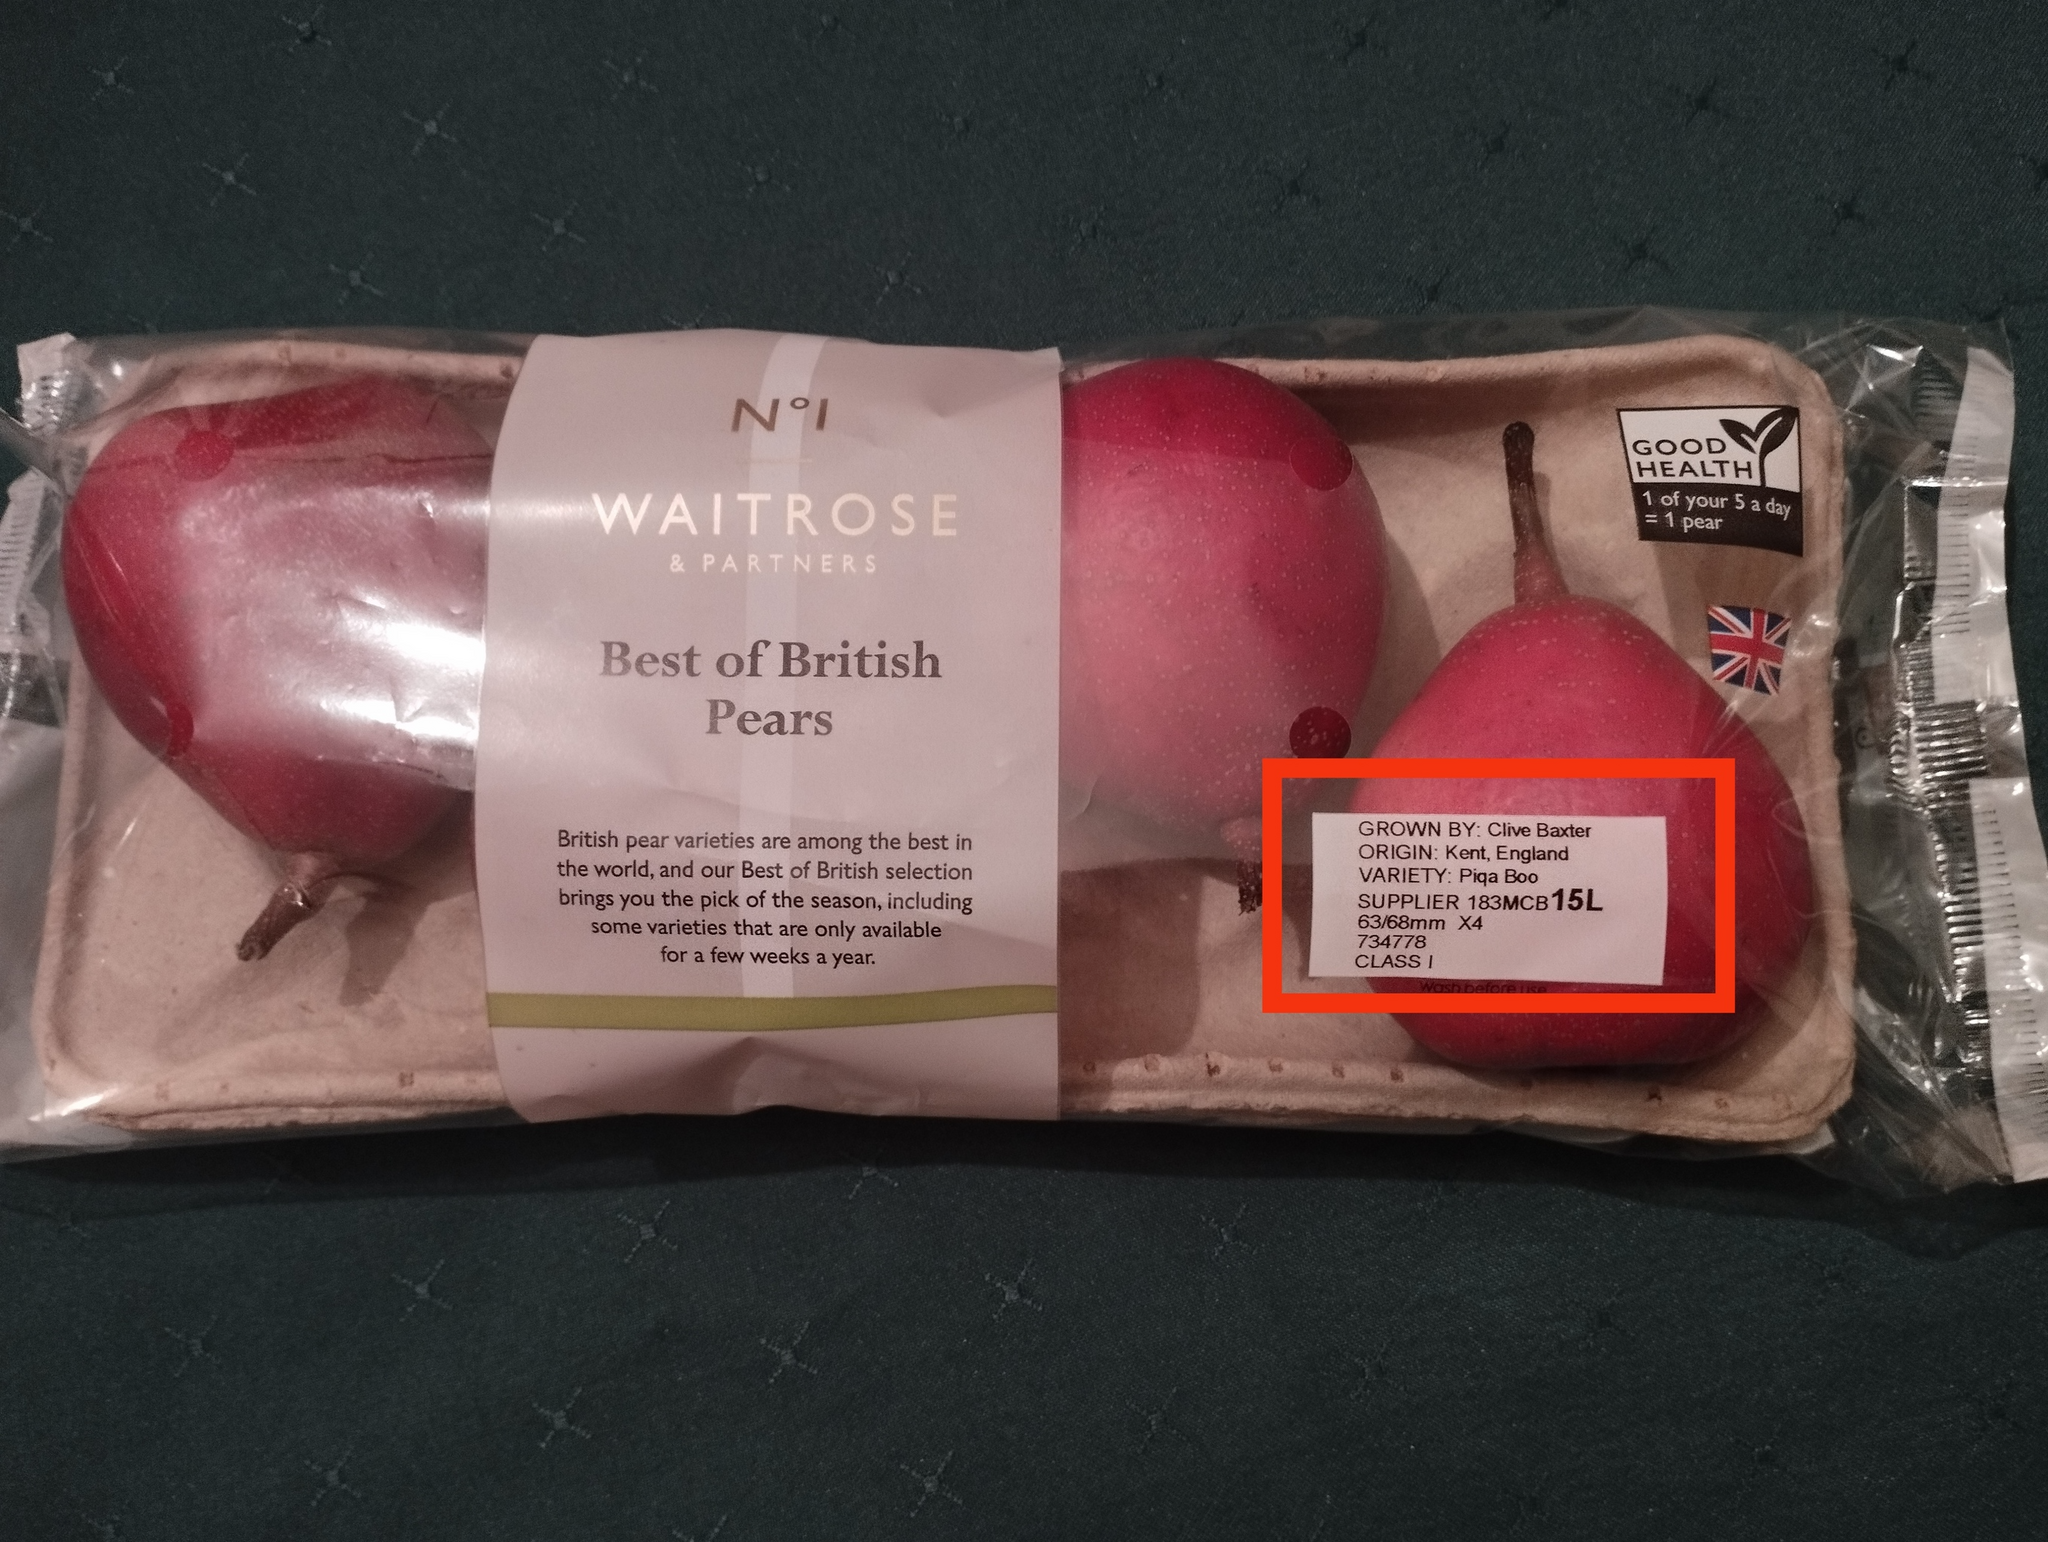 N°1
WAITROSE
& PARTNERS
Best of British
Pears
British pear varieties are among the best in
the world, and our Best of British selection
brings you the pick of the season, including
some varieties that are only available
for a few weeks a year.
GOOD
HEALTH
1 of your 5 a day
= 1 pear
GROWN BY: Clive Baxter
ORIGIN: Kent, England
VARIETY: Piqa Boo
SUPPLIER 183MCB15L
63/68mm X4
734778
CLASS I
Wash before use